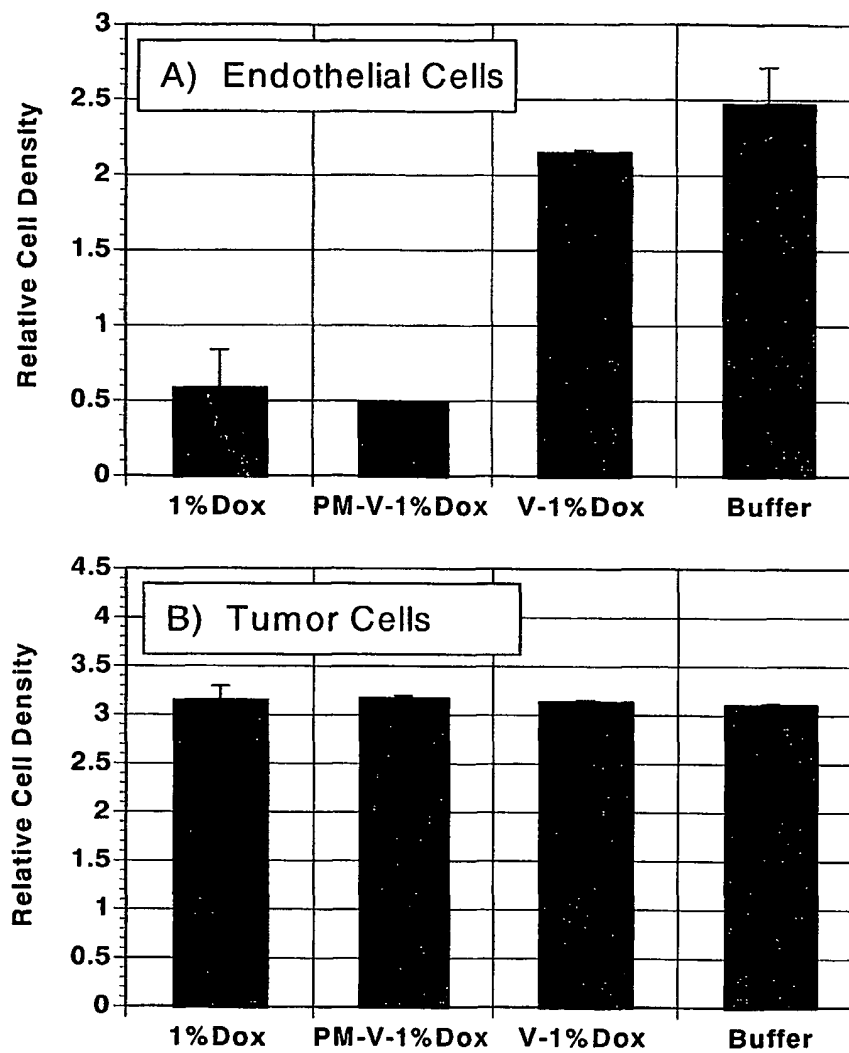 3
A) Endothelial Cells
2.5
2
1.5
1
0.5
0
Relative Cell Density
1%Dox PM-V-1%Dox V-1%Dox Buffer
4.5
B) Tumor Cells
4
3.5
3
2.5
2
1.5
1
0.5
0
Relative Cell Density
1%Dox PM-V-1%Dox V-1%Dox Buffer